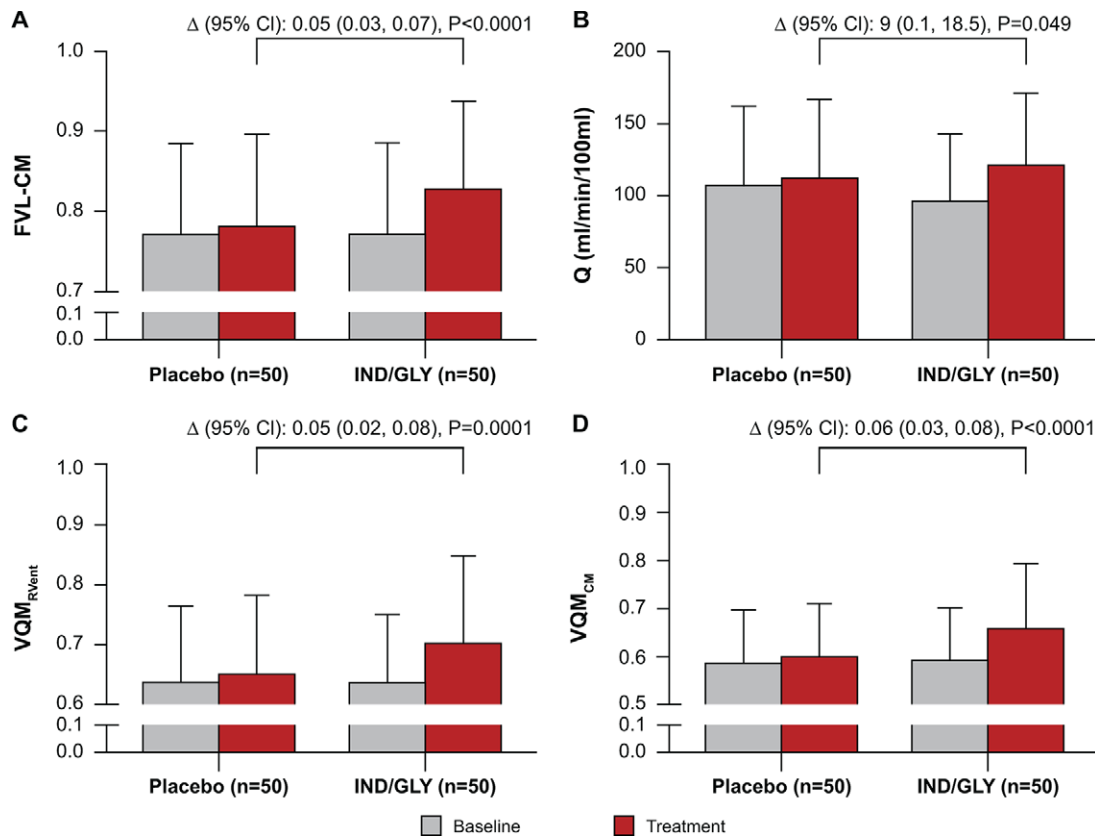 A
Δ (95% CI): 0.05 (0.03, 0.07), P<0.0001
FVL-CM
1.0
0.9
0.8
0.7
0.1
0.0
Placebo (n=50)
IND/GLY (n=50)
B
Δ (95% CI): 9 (0.1, 18.5), P=0.049
Q (ml/min/100ml)
200
150
100
50
0
Placebo (n=50)
IND/GLY (n=50)
C
Δ (95% CI): 0.05 (0.02, 0.08), P=0.0001
VQM RVent
1.0
0.9
0.8
0.7
0.6
0.1
0.0
Placebo (n=50)
IND/GLY (n=50)
D
Δ (95% CI): 0.06 (0.03, 0.08), P<0.0001
VQM CM
1.0
0.9
0.8
0.7
0.6
0.5
0.1
0.0
Placebo (n=50)
IND/GLY (n=50)
Baseline
Treatment